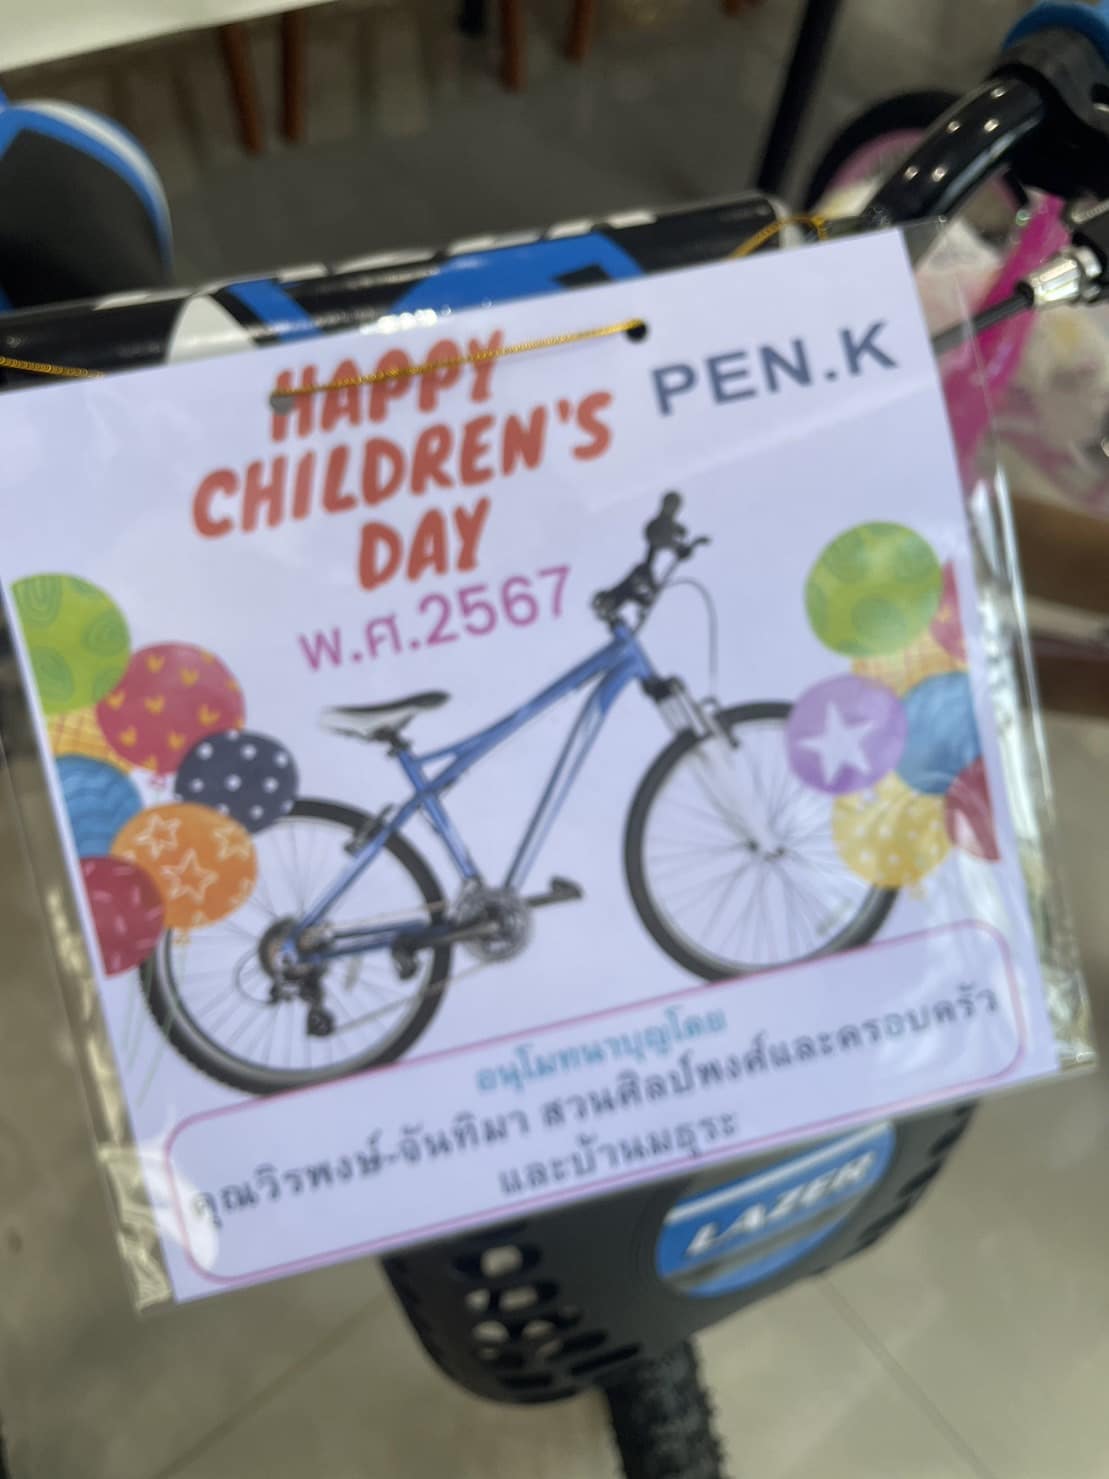 HAPPY
CHILDREN'S
DAY
PEN.K
พ.ศ.2567
อนุโมทนาบุญโดย
คุณวิรพงษ์-จันทิมา สวนศิลป์พงศ์และครอบครัว
และบ้านมธุระ
LAZER